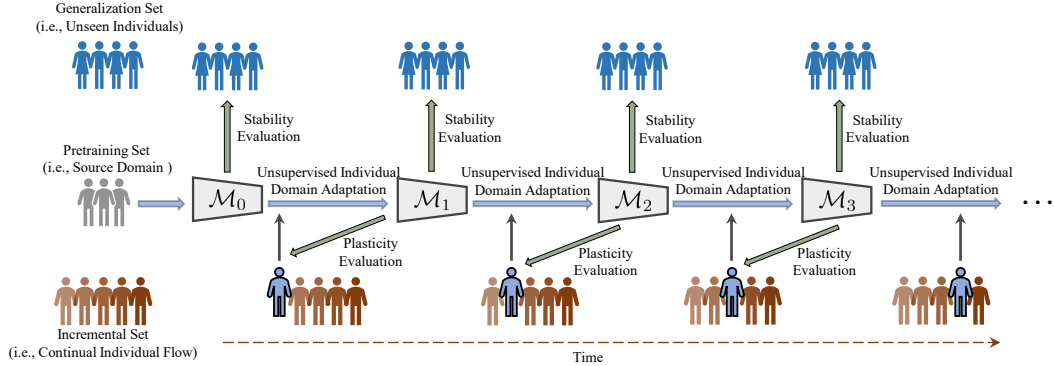 Generalization Set
(i.e., Unseen Individuals)
Stability
Evaluation
Stability
Evaluation
Stability
Evaluation
Stability
Evaluation
Pretraining Set
(i.e., Source Domain )
Unsupervised Individual
Domain Adaptation
Unsupervised Individual
Domain Adaptation
Unsupervised Individual
Domain Adaptation
Unsupervised Individual
Domain Adaptation
M0
M1
M2
M3
...
Plasticity
Evaluation
Plasticity
Evaluation
Plasticity
Evaluation
Incremental Set
(i.e., Continual Individual Flow)
Time